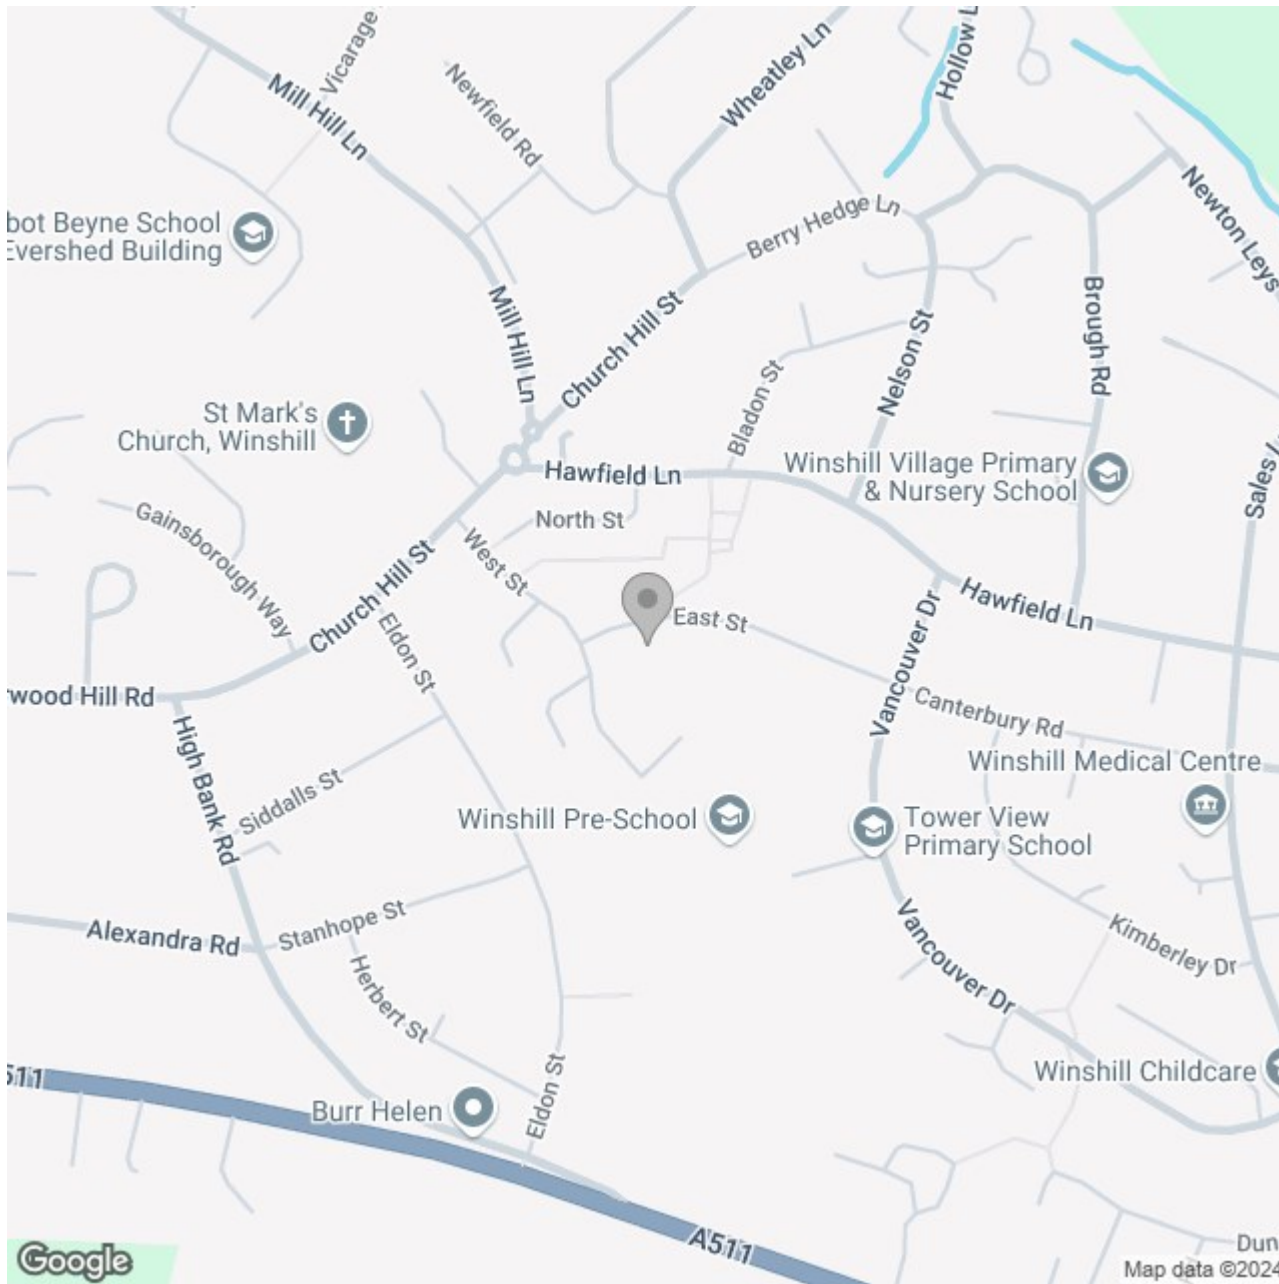 Vicarage
Mill Hill Ln
Newfield Rd
Wheatley Ln
Hollow L
bot Beyne School
Evershed Building
Berry Hedge Ln
Newton Leys
Mill Hill Ln
Church Hill St
Nelson St
Brough Rd
St Mark's
Church, Winshill
Bladon St
Hawfield Ln
Winshill Village Primary
& Nursery School
Sales
Gainsborough Way
North St
West St
Church Hill St
East St
Hawfield Ln
Eldon St
Vancouver Dr
rwood Hill Rd
Canterbury Rd
High Bank Rd
Siddalls St
Winshill Medical Centre
Winshill Pre-School
Tower View
Primary School
Alexandra Rd
Stanhope St
Herbert St
Vancouver Dr
Kimberley Dr
511
Burr Helen
Eldon St
Winshill Childcare
A511
Dun
Google
Map data ©2024